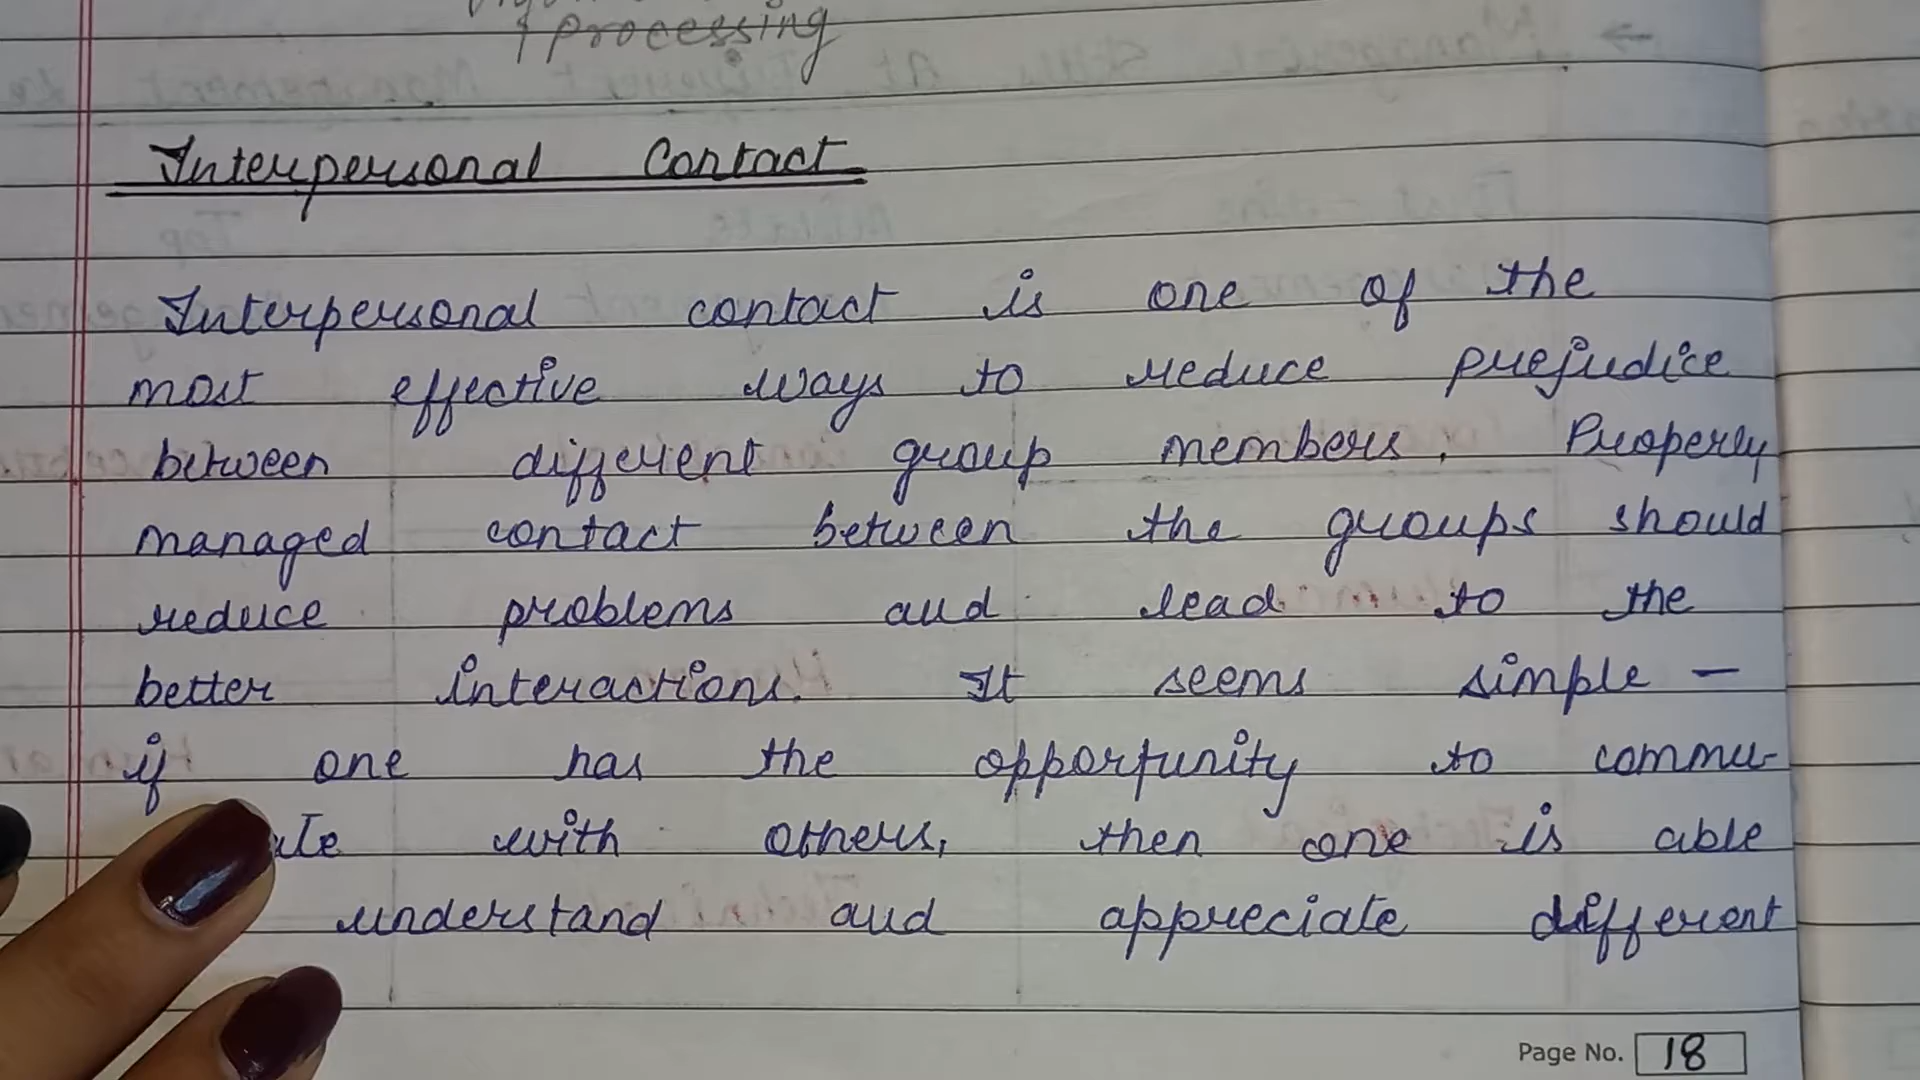 & processing
Interpersonal Contact
Interpersonal contact is one of the
most effective ways to reduce prejudice
between different group members. Properly
managed contact between the groups should
reduce problems and lead to the
better interactions. It seems simple -
if one has the opportunity to commu-
with others, then one is able
understand and appreciate different
Page No. 18